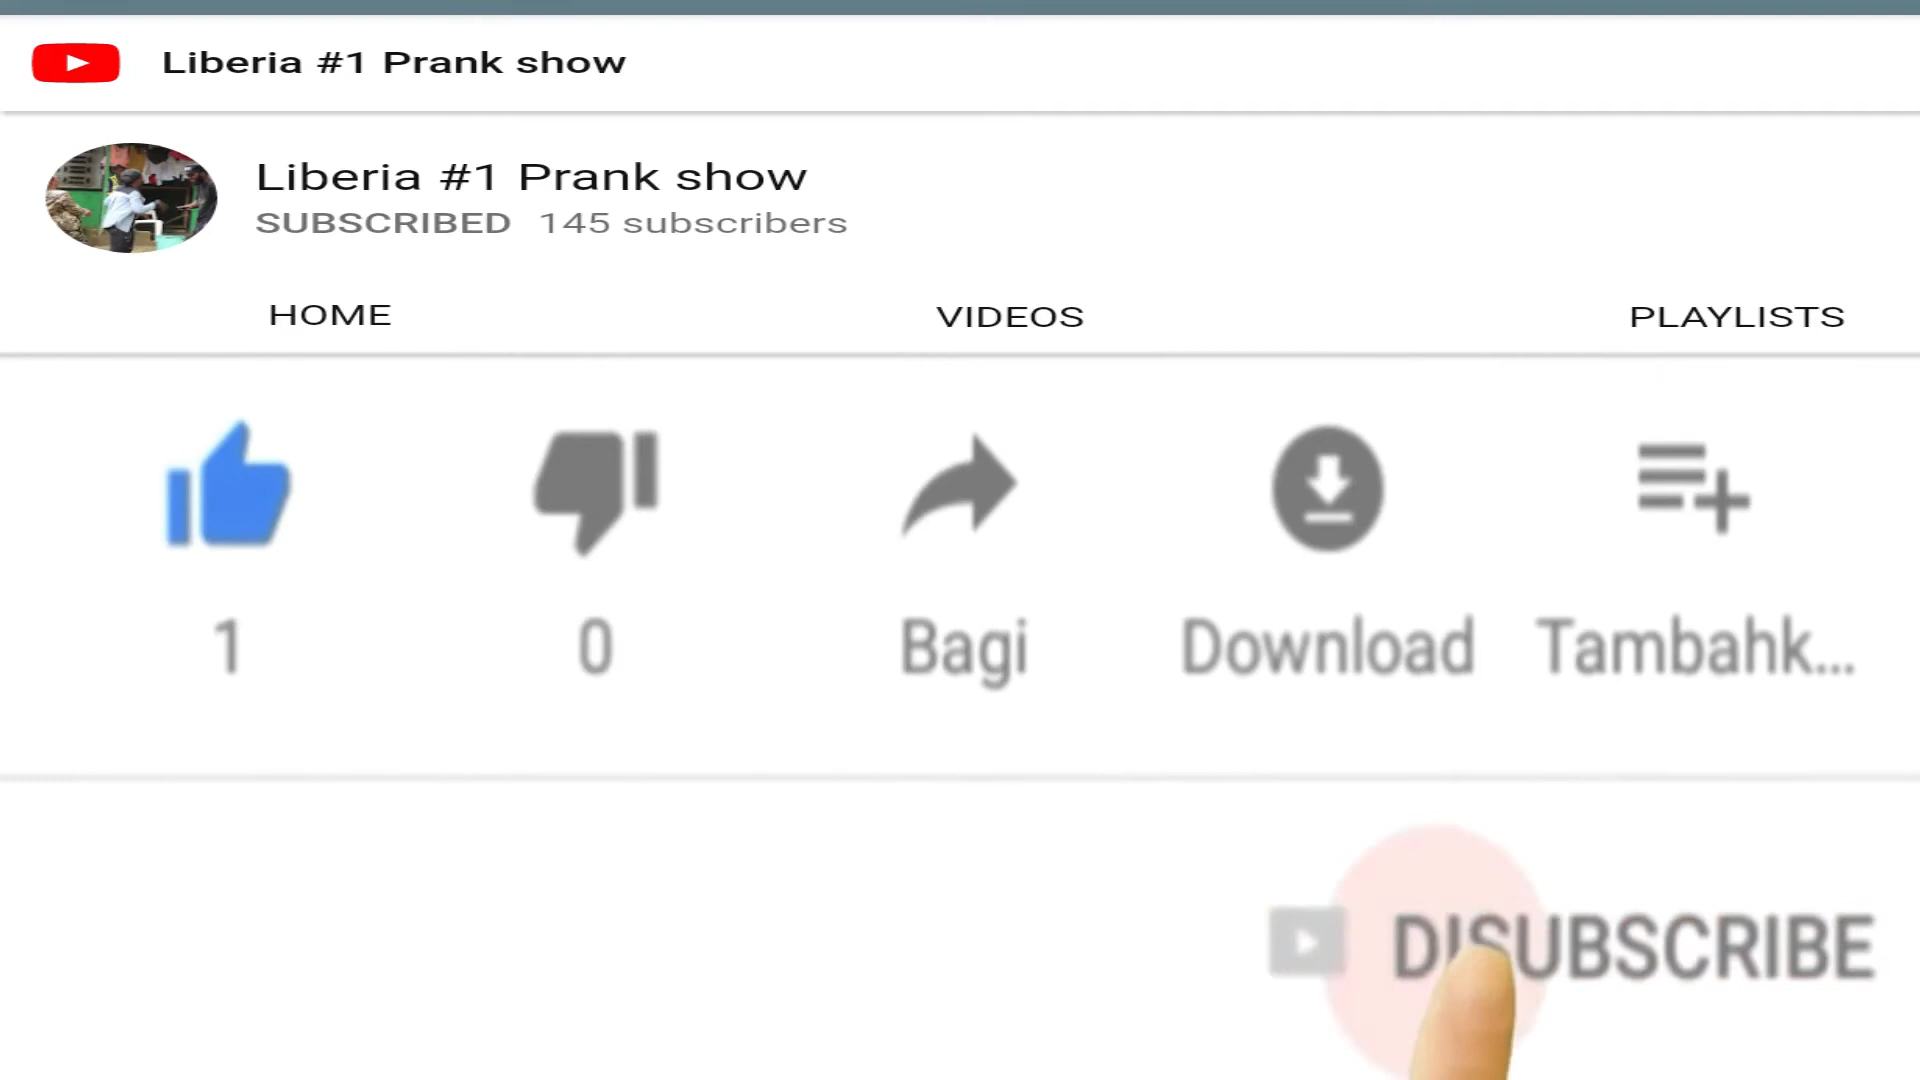 Liberia #1 Prank show
Liberia #1 Prank show
SUBSCRIBED 145 subscribers
HOME VIDEOS PLAYLISTS
1 0 Bagi Download Tambahk...
DISUBSCRIBE